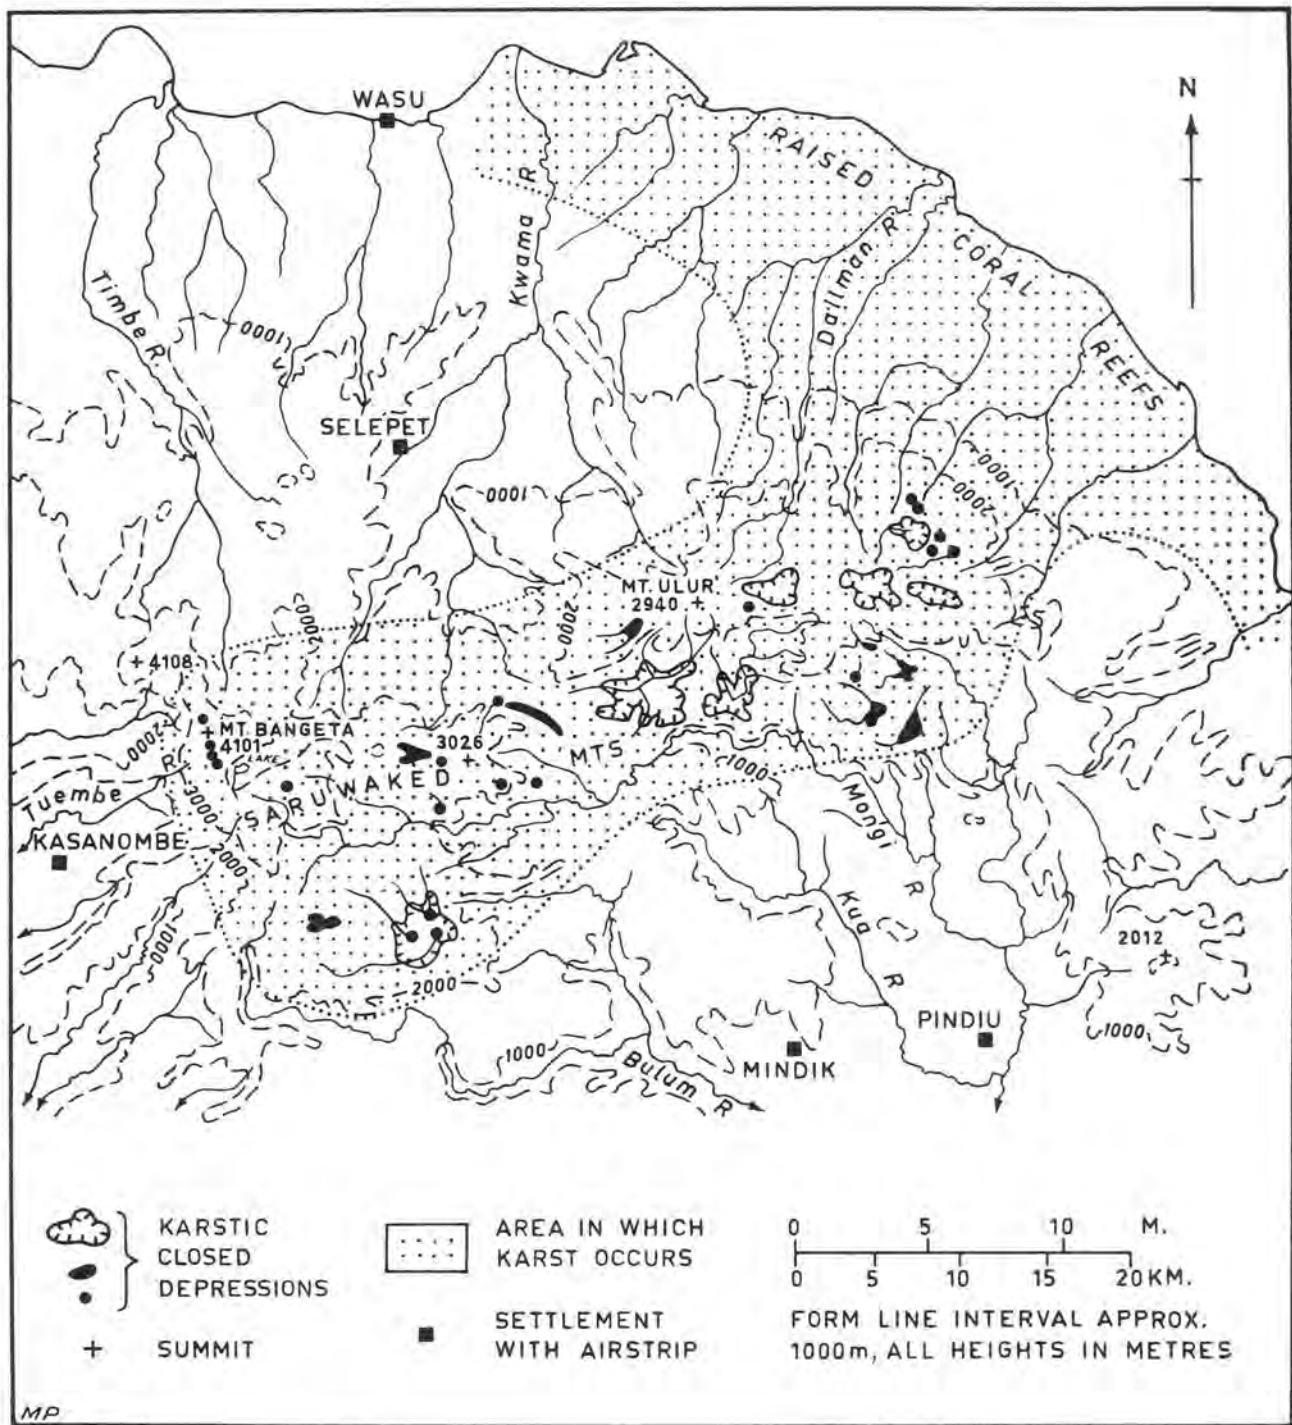 WASU
N
RAISED
CORAL
REEFS
Kwama R
Dallman R
Timbe R.
1000
SELEPET
1000
1000
2000
MT. ULUR
2940 +
2000
2000
+ 4108
MT. BANGETA
4101
LAKE
3026
2000
3000
SARUWAKED MTS
1000
R
Tuembe
KASANOMBE
2000
1000
Mongi R
Kua R
2012
2000
PINDIU
1000
1000
MINDIK
Bulum R
KARSTIC
CLOSED
DEPRESSIONS
+ SUMMIT
AREA IN WHICH
KARST OCCURS
SETTLEMENT
WITH AIRSTRIP
0 5 10 M.
0 5 10 15 20 KM.
FORM LINE INTERVAL APPROX.
1000m, ALL HEIGHTS IN METRES
MP